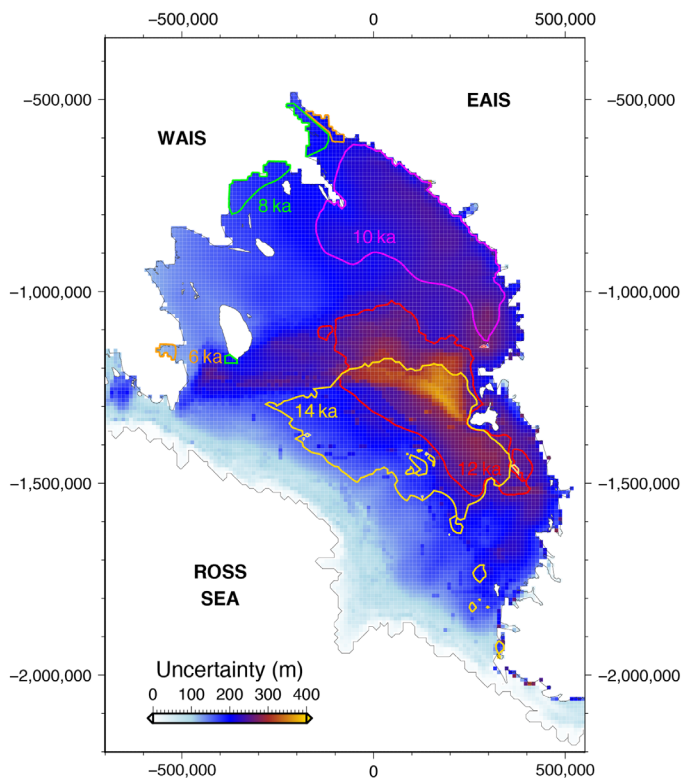 −500,000 0 500,000
−500,000 −500,000
EAIS
WAIS
8 ka
10 ka
−1,000,000 −1,000,000
6 ka
14 ka
12 ka
−1,500,000 −1,500,000
ROSS
SEA
Uncertainty (m)
0 100 200 300 400
−2,000,000 −2,000,000
−500,000 0 500,000